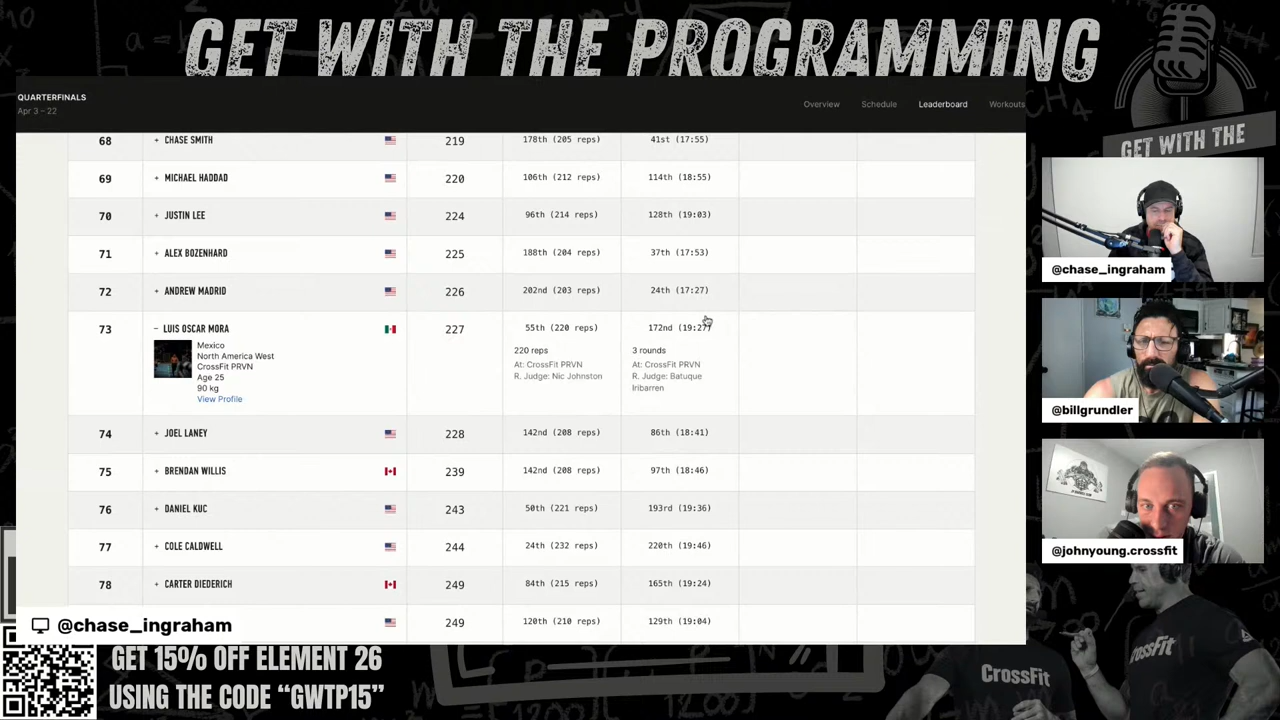 GET WITH THE PROGRAMMING
QUARTERFINALS
Apr 3 – 22
Overview Schedule Leaderboard Workouts
68 + CHASE SMITH 219 178th (205 reps) 41st (17:55)
69 + MICHAEL HADDAD 220 106th (212 reps) 114th (18:55)
70 + JUSTIN LEE 224 96th (214 reps) 128th (19:03)
71 + ALEX BOZENHARD 225 188th (204 reps) 37th (17:53)
72 + ANDREW MADRID 226 202nd (203 reps) 24th (17:27)
73 − LUIS OSCAR MORA 227 55th (220 reps) 172nd (19:27)
Mexico
North America West
CrossFit PRVN
Age 25
90 kg
View Profile
220 reps
At: CrossFit PRVN
R. Judge: Nic Johnston
3 rounds
At: CrossFit PRVN
R. Judge: Batuque
Iribarren
74 + JOEL LANEY 228 142nd (208 reps) 86th (18:41)
75 + BRENDAN WILLIS 239 142nd (208 reps) 97th (18:46)
76 + DANIEL KUC 243 50th (221 reps) 193rd (19:36)
77 + COLE CALDWELL 244 24th (232 reps) 220th (19:46)
78 + CARTER DIEDERICH 249 84th (215 reps) 165th (19:24)
249 120th (210 reps) 129th (19:04)
@chase_ingraham
GET 15% OFF ELEMENT 26
USING THE CODE “GWTP15”
GET WITH THE
@chase_ingraham
@billgrundler
@johnyoung.crossfit
CrossFit
CrossFit